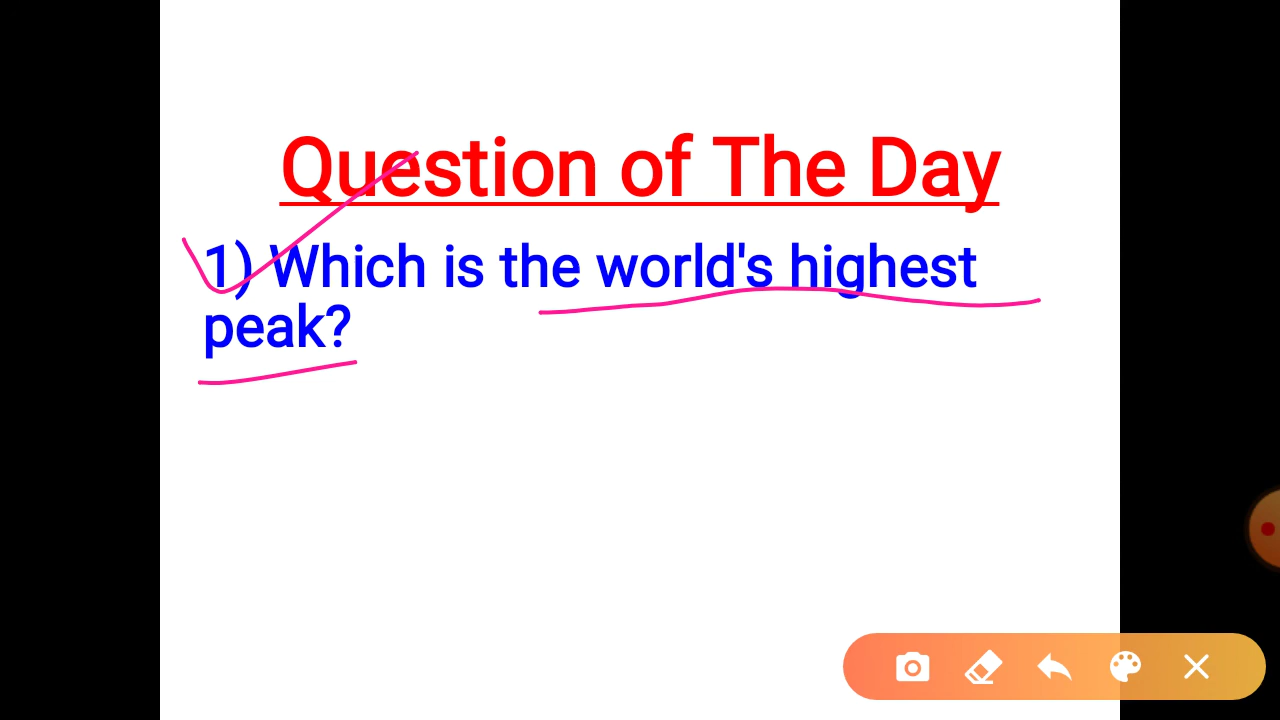 Question of The Day
1) Which is the world's highest
peak?